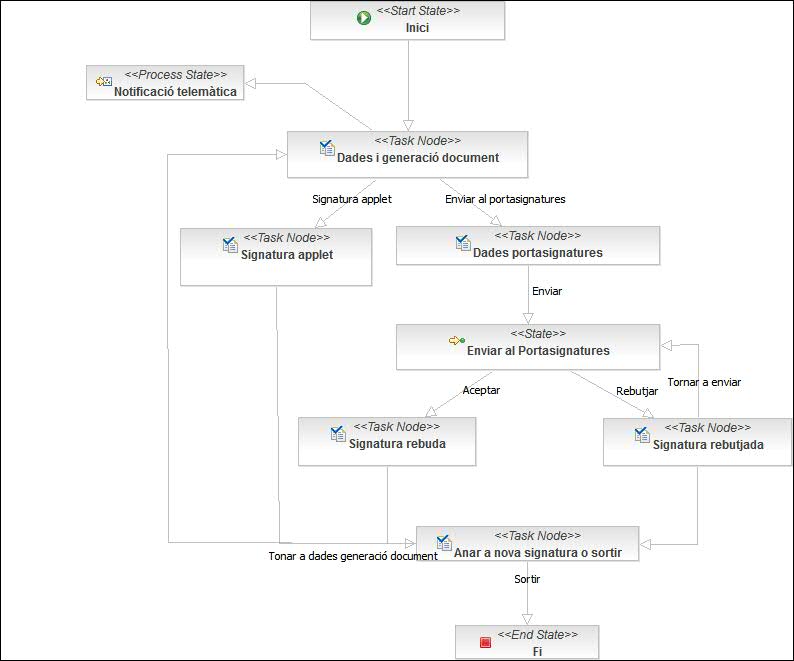 <<Start State>>
Inici
<<Process State>>
Notificació telemàtica
<<Task Node>>
Dades i generació document
Signatura applet
Enviar al portasignatures
<<Task Node>>
Signatura applet
<<Task Node>>
Dades portasignatures
Enviar
<<State>>
Enviar al Portasignatures
Aceptar
Rebutjar
Tornar a enviar
<<Task Node>>
Signatura rebuda
<<Task Node>>
Signatura rebutjada
<<Task Node>>
Anar a nova signatura o sortir
Tonar a dades generació document
Sortir
<<End State>>
Fi